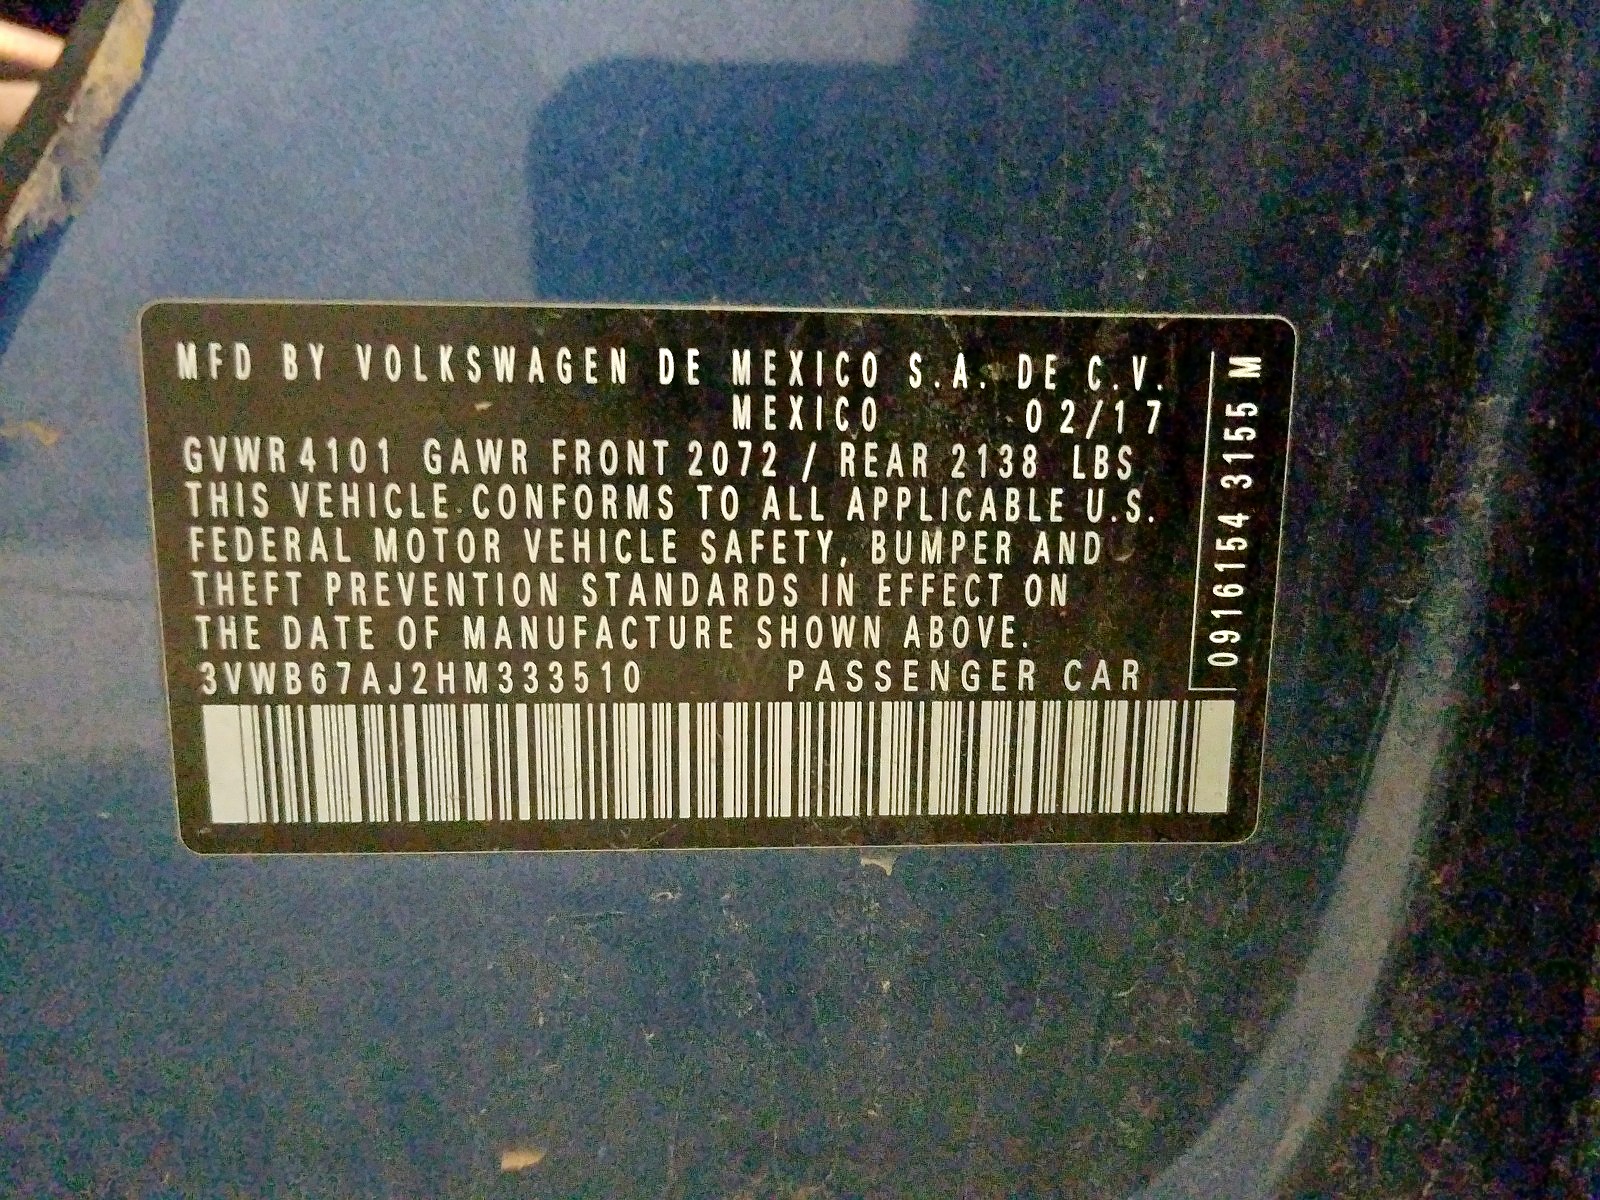 MFD BY VOLKSWAGEN DE MEXICO S.A. DE C.V.
MEXICO 02/17
GVWR 4101 GAWR FRONT 2072 / REAR 2138 LBS
THIS VEHICLE CONFORMS TO ALL APPLICABLE U.S.
FEDERAL MOTOR VEHICLE SAFETY, BUMPER AND
THEFT PREVENTION STANDARDS IN EFFECT ON
THE DATE OF MANUFACTURE SHOWN ABOVE.
3VWB67AJ2HM333510 PASSENGER CAR
0916154 3155 M